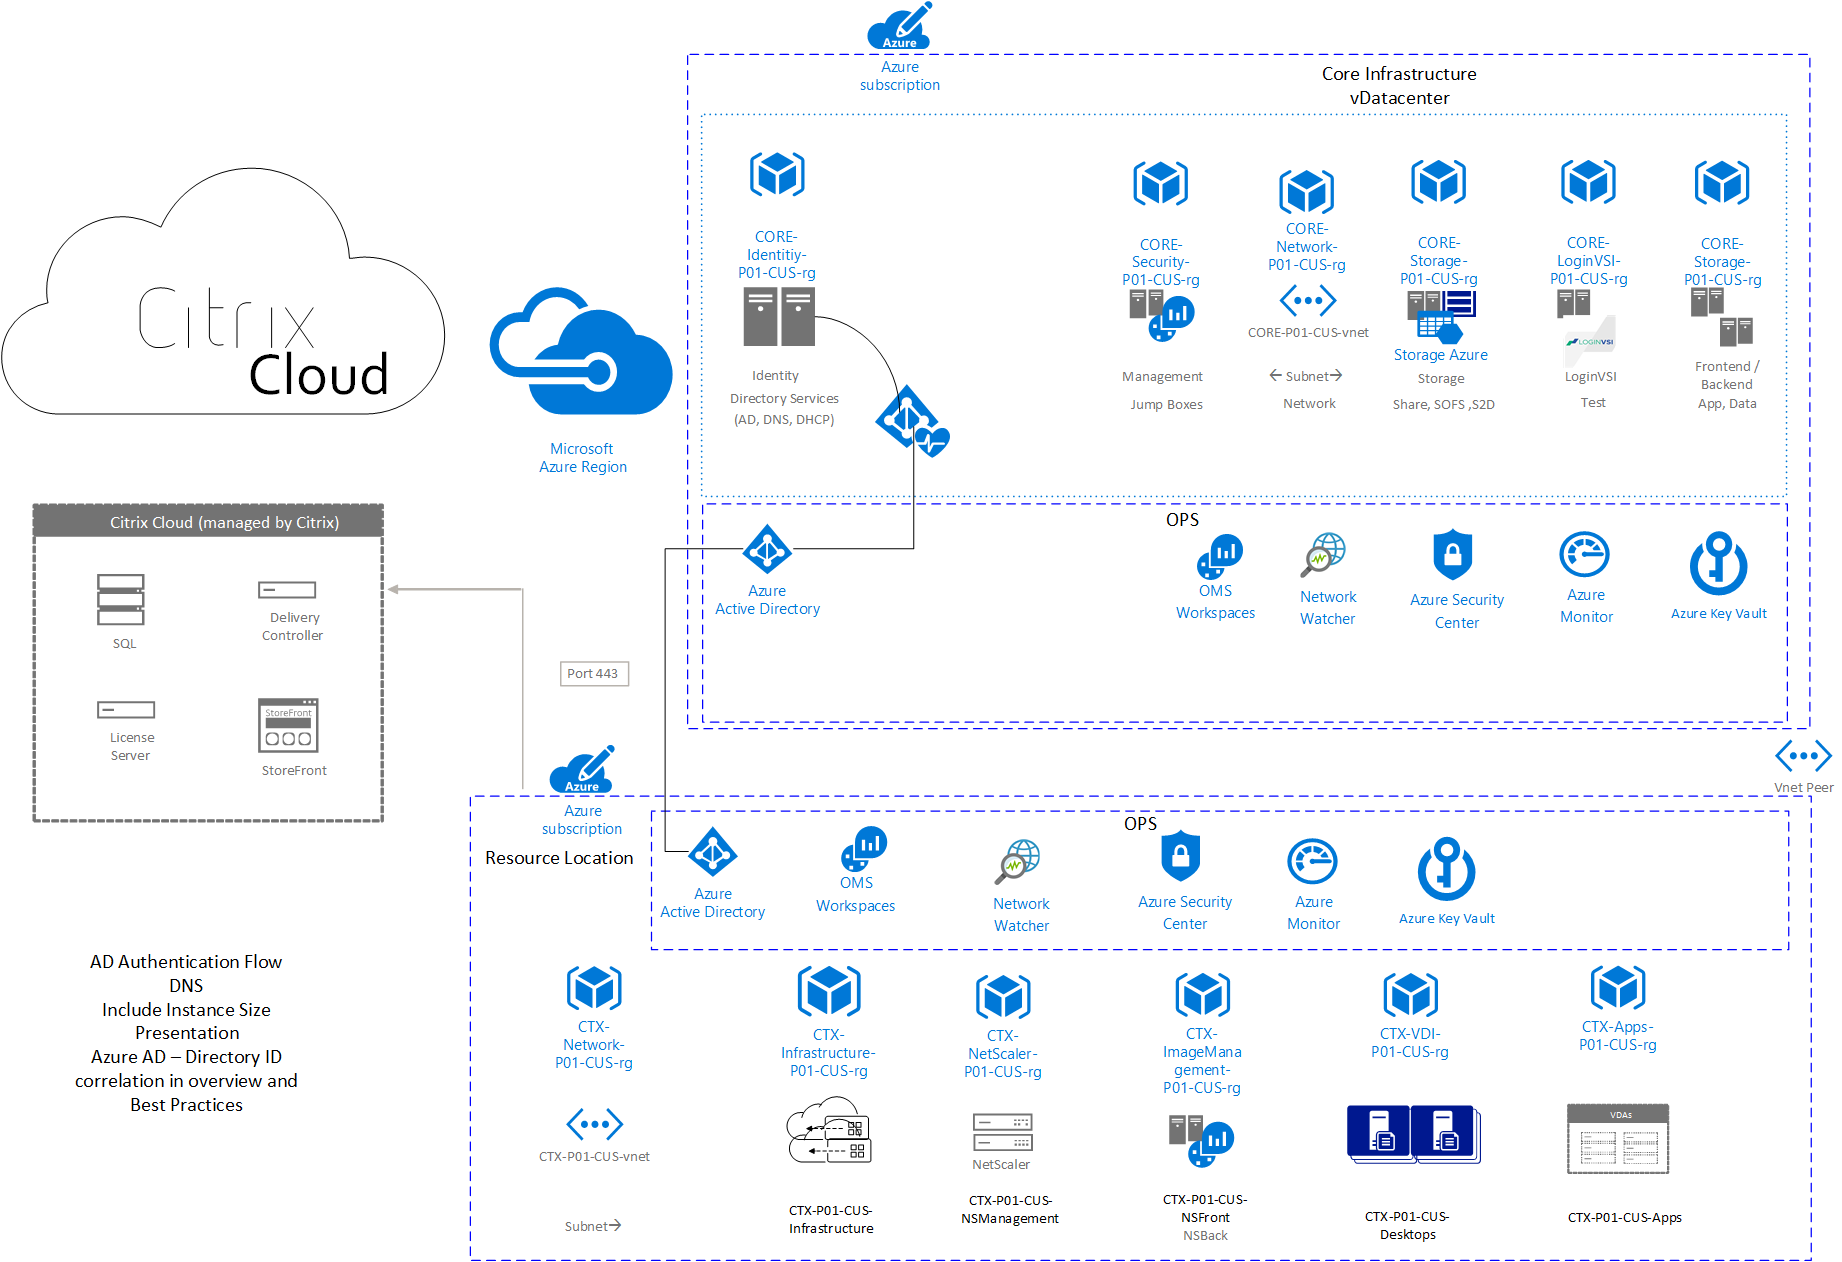 Azure
Azure
subscription
Core Infrastructure
vDatacenter
CORE-
Identitiy-
P01-CUS-rg
CORE-
Security-
P01-CUS-rg
CORE-
Network-
P01-CUS-rg
CORE-
Storage-
P01-CUS-rg
CORE-
LoginVSI-
P01-CUS-rg
CORE-
Storage-
P01-CUS-rg
Identity
Directory Services
(AD, DNS, DHCP)
Management
Jump Boxes
CORE-P01-CUS-vnet
Subnet
Network
Storage Azure
Storage
Share, SOFS ,S2D
LOGINVSI
LoginVSI
Test
Frontend /
Backend
App, Data
Citrix
Cloud
Microsoft
Azure Region
OPS
Azure
Active Directory
OMS
Workspaces
Network
Watcher
Azure Security
Center
Azure
Monitor
Azure Key Vault
Citrix Cloud (managed by Citrix)
SQL
Delivery
Controller
License
Server
StoreFront
StoreFront
Port 443
Vnet Peer
Azure
Azure
subscription
Resource Location
OPS
Azure
Active Directory
OMS
Workspaces
Network
Watcher
Azure Security
Center
Azure
Monitor
Azure Key Vault
AD Authentication Flow
DNS
Include Instance Size
Presentation
Azure AD – Directory ID
correlation in overview and
Best Practices
CTX-
Network-
P01-CUS-rg
CTX-
Infrastructure-
P01-CUS-rg
CTX-
NetScaler-
P01-CUS-rg
CTX-
ImageMana
gement-
P01-CUS-rg
CTX-VDI-
P01-CUS-rg
CTX-Apps-
P01-CUS-rg
CTX-P01-CUS-vnet
Subnet
CTX-P01-CUS-
Infrastructure
NetScaler
CTX-P01-CUS-
NSManagement
CTX-P01-CUS-
NSFront
NSBack
CTX-P01-CUS-
Desktops
VDAs
CTX-P01-CUS-Apps